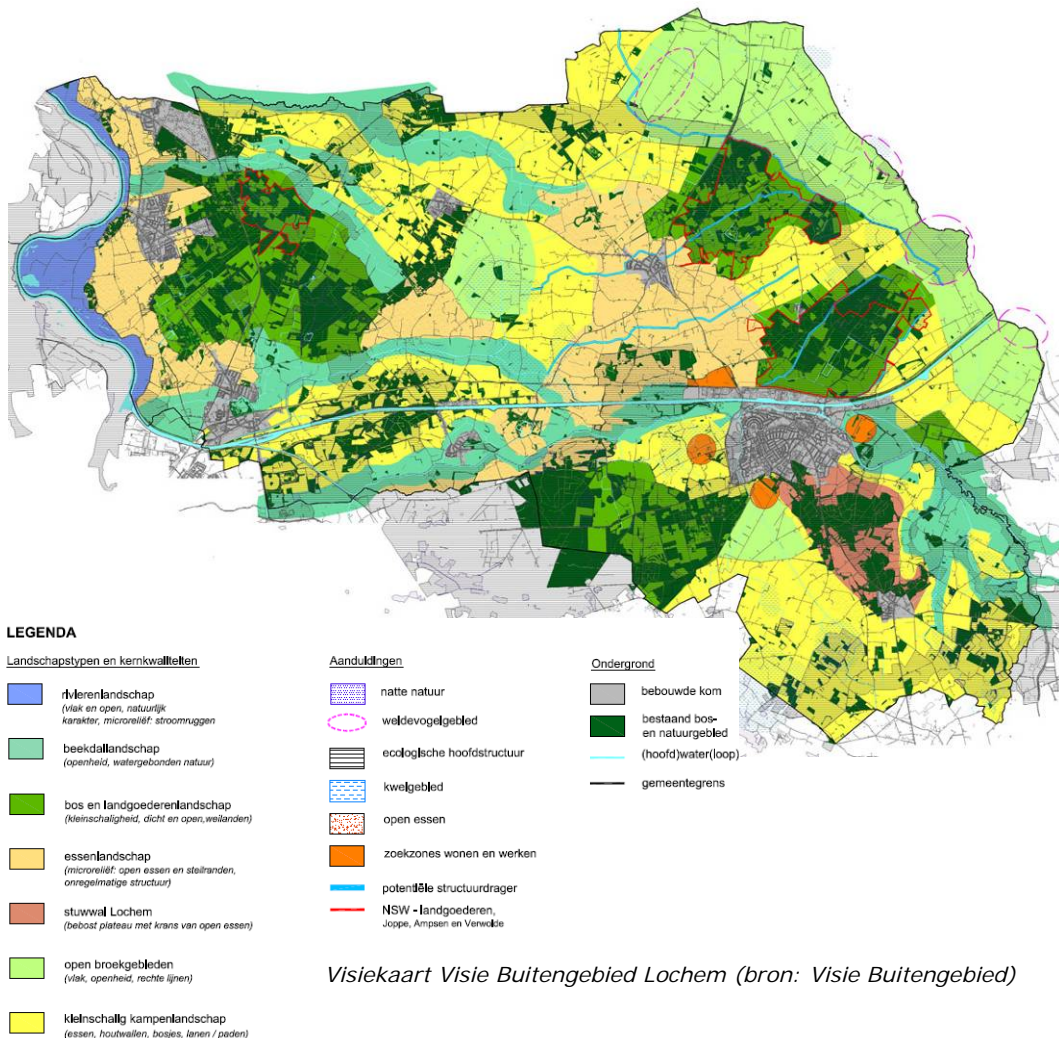 LEGENDA
Landschapstypen en kernkwaliteiten
rivierenlandschap
(vlak en open, natuurlijk
karakter, microreliëf: stroomruggen
beekdallandschap
(openheid, watergebonden natuur)
bos en landgoederenlandschap
(kleinschaligheid, dicht en open,weilanden)
essenlandschap
(microreliëf: open essen en steilranden,
onregelmatige structuur)
stuwwal Lochem
(bebost plateau met krans van open essen)
open broekgebieden
(vlak, openheid, rechte lijnen)
kleinschalig kampenlandschap
(essen, houtwallen, bosjes, lanen / paden)
Aanduidingen
natte natuur
weidevogelgebied
ecologische hoofdstructuur
kwelgebied
open essen
zoekzones wonen en werken
potentiële structuurdrager
NSW - landgoederen,
Joppe, Ampsen en Verwolde
Ondergrond
bebouwde kom
bestaand bos-
en natuurgebied
(hoofd)water(loop)
gemeentegrens
Visiekaart Visie Buitengebied Lochem (bron: Visie Buitengebied)